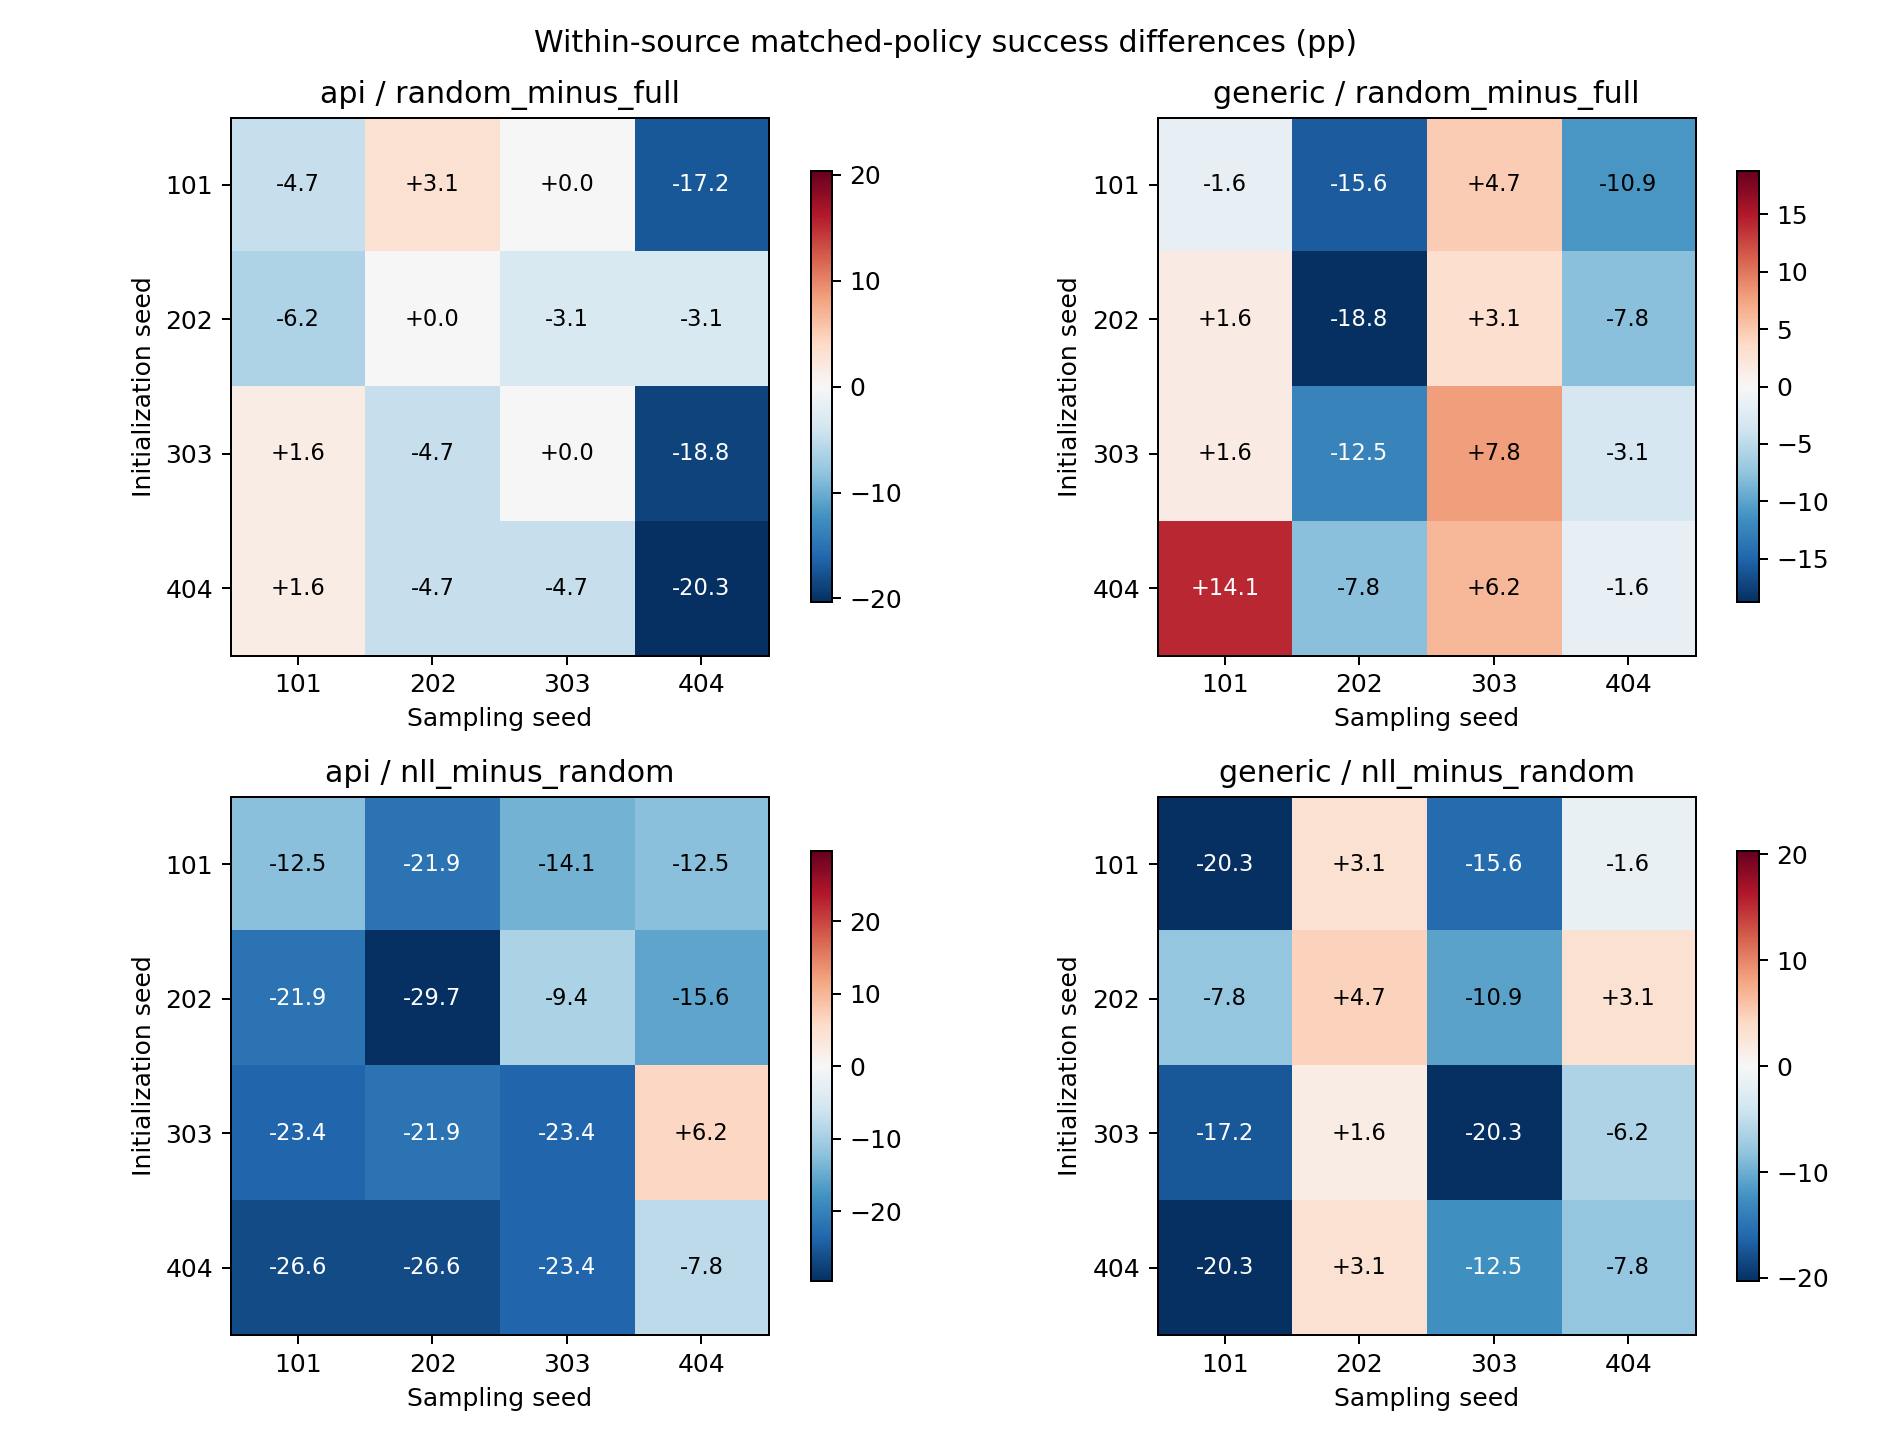 Within-source matched-policy success differences (pp)
api / random_minus_full
Initialization seed
101 -4.7 +3.1 +0.0 -17.2
202 -6.2 +0.0 -3.1 -3.1
303 +1.6 -4.7 +0.0 -18.8
404 +1.6 -4.7 -4.7 -20.3
101 202 303 404
Sampling seed
20
10
0
−10
−20
generic / random_minus_full
Initialization seed
101 -1.6 -15.6 +4.7 -10.9
202 +1.6 -18.8 +3.1 -7.8
303 +1.6 -12.5 +7.8 -3.1
404 +14.1 -7.8 +6.2 -1.6
101 202 303 404
Sampling seed
15
10
5
0
−5
−10
−15
api / nll_minus_random
Initialization seed
101 -12.5 -21.9 -14.1 -12.5
202 -21.9 -29.7 -9.4 -15.6
303 -23.4 -21.9 -23.4 +6.2
404 -26.6 -26.6 -23.4 -7.8
101 202 303 404
Sampling seed
20
10
0
−10
−20
generic / nll_minus_random
Initialization seed
101 -20.3 +3.1 -15.6 -1.6
202 -7.8 +4.7 -10.9 +3.1
303 -17.2 +1.6 -20.3 -6.2
404 -20.3 +3.1 -12.5 -7.8
101 202 303 404
Sampling seed
20
10
0
−10
−20